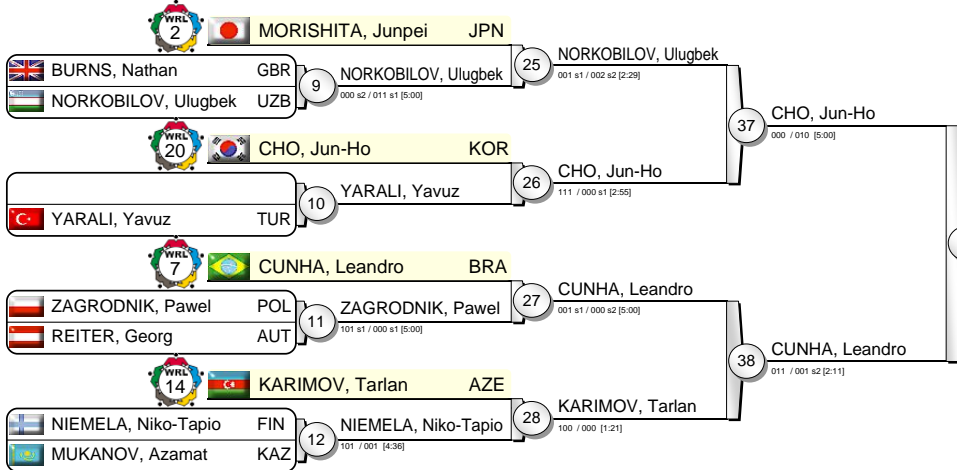 WRL
2
MORISHITA, Junpei JPN
BURNS, Nathan GBR
NORKOBILOV, Ulugbek UZB
9
NORKOBILOV, Ulugbek
000 s2 / 011 s1 [5:00]
25
NORKOBILOV, Ulugbek
001 s1 / 002 s2 [2:29]
WRL
20
CHO, Jun-Ho KOR
YARALI, Yavuz TUR
10
YARALI, Yavuz
26
CHO, Jun-Ho
111 / 000 s1 [2:55]
37
CHO, Jun-Ho
000 / 010 [5:00]
WRL
7
CUNHA, Leandro BRA
ZAGRODNIK, Pawel POL
REITER, Georg AUT
11
ZAGRODNIK, Pawel
101 s1 / 000 s1 [5:00]
27
CUNHA, Leandro
001 s1 / 000 s2 [5:00]
WRL
14
KARIMOV, Tarlan AZE
NIEMELA, Niko-Tapio FIN
MUKANOV, Azamat KAZ
12
NIEMELA, Niko-Tapio
101 / 001 [4:36]
28
KARIMOV, Tarlan
100 / 000 [1:21]
38
CUNHA, Leandro
011 / 001 s2 [2:11]